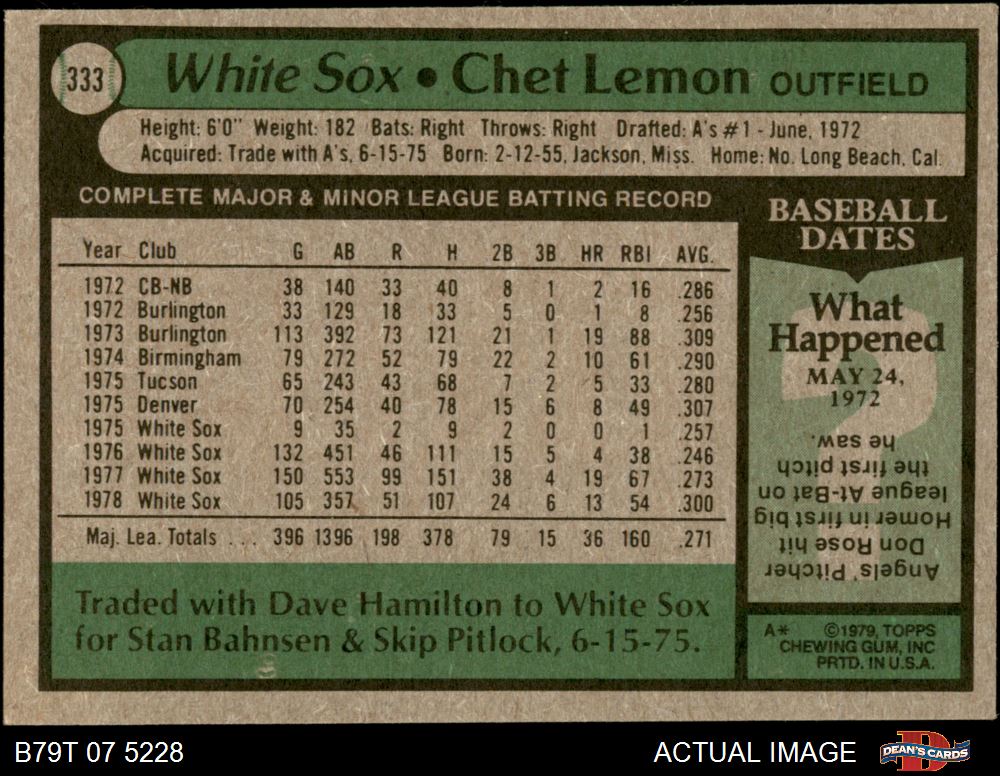 333
White Sox • Chet Lemon OUTFIELD
Height: 6'0" Weight: 182 Bats: Right Throws: Right Drafted: A's #1 - June, 1972
Acquired: Trade with A's, 6-15-75 Born: 2-12-55, Jackson, Miss. Home: No. Long Beach, Cal.
COMPLETE MAJOR & MINOR LEAGUE BATTING RECORD
Year Club G AB R H 2B 3B HR RBI AVG.
1972 CB-NB 38 140 33 40 8 1 2 16 .286
1972 Burlington 33 129 18 33 5 0 1 8 .256
1973 Burlington 113 392 73 121 21 1 19 88 .309
1974 Birmingham 79 272 52 79 22 2 10 61 .290
1975 Tucson 65 243 43 68 7 2 5 33 .280
1975 Denver 70 254 40 78 15 6 8 49 .307
1975 White Sox 9 35 2 9 2 0 0 1 .257
1976 White Sox 132 451 46 111 15 5 4 38 .246
1977 White Sox 150 553 99 151 38 4 19 67 .273
1978 White Sox 105 357 51 107 24 6 13 54 .300
Maj. Lea. Totals . . . 396 1396 198 378 79 15 36 160 .271
Traded with Dave Hamilton to White Sox
for Stan Bahnsen & Skip Pitlock, 6-15-75.
BASEBALL
DATES
What
Happened
MAY 24,
1972
Angels' Pitcher
Don Rose hit
Homer in first big
league At-Bat on
the first pitch
he saw.
A* ©1979, TOPPS
CHEWING GUM, INC
PRTD. IN U.S.A.
B79T 07 5228
ACTUAL IMAGE
DEAN'S CARDS